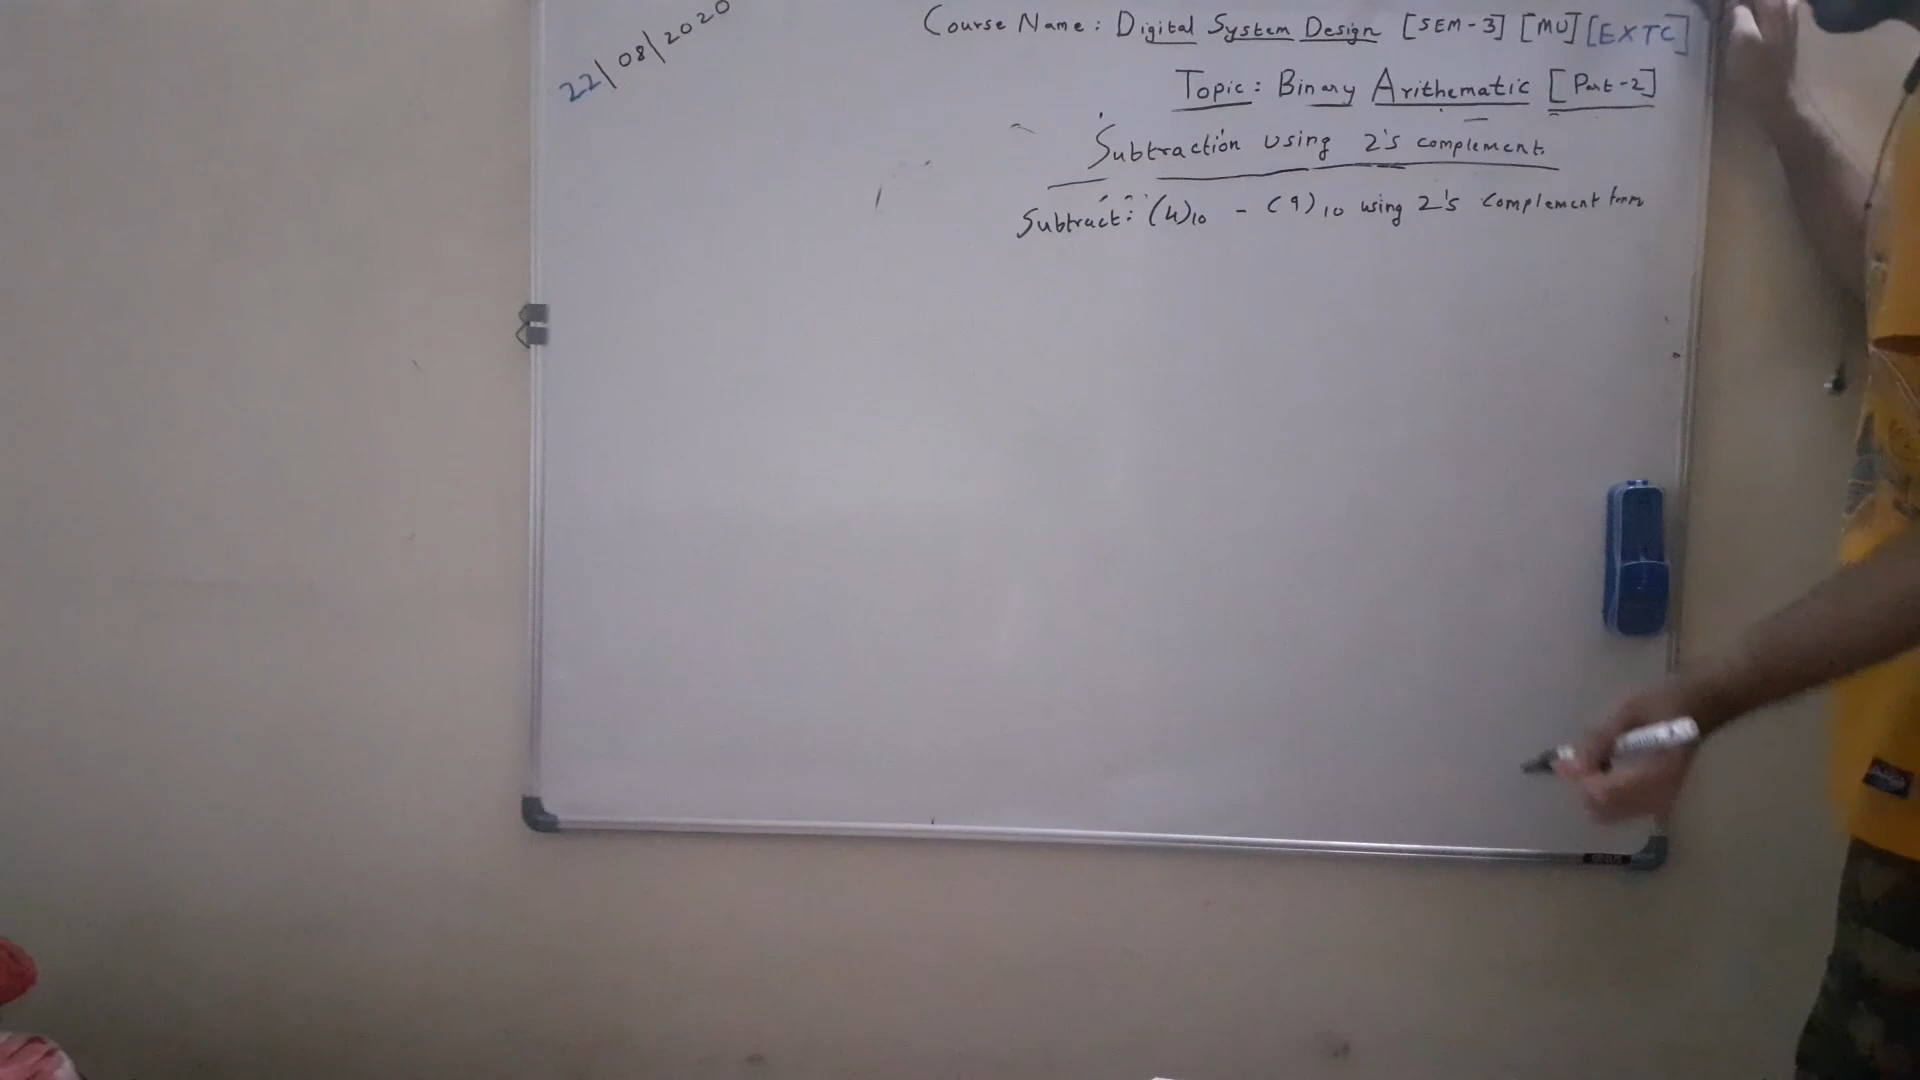 22/08/2020
Course Name: Digital System Design [SEM-3] [MU] [EXTC]
Topic: Binary Arithematic [Part-2]
Subtraction using 2's complement.
Subtract: (4)10 - (9)10 using 2's complement form